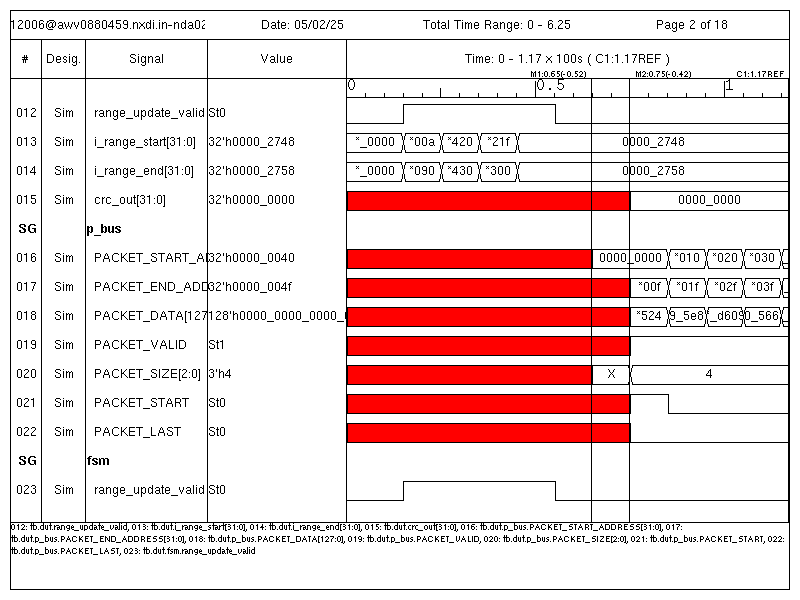 12006@awv0880459.nxdi.in-nda02 Date: 05/02/25 Total Time Range: 0 - 6.25 Page 2 of 18
# Desig. Signal Value Time: 0 - 1.17 x 100s ( C1:1.17REF )
M1:0.65(-0.52) M2:0.75(-0.42) C1:1.17REF
0 0.5 1
012 Sim range_update_valid St0
013 Sim i_range_start[31:0] 32'h0000_2748 *_0000 *00a *420 *21f 0000_2748
014 Sim i_range_end[31:0] 32'h0000_2758 *_0000 *090 *430 *300 0000_2758
015 Sim crc_out[31:0] 32'h0000_0000 0000_0000
SG p_bus
016 Sim PACKET_START_A 32'h0000_0040 0000_0000 *010 *020 *030
017 Sim PACKET_END_ADD 32'h0000_004f *00f *01f *02f *03f
018 Sim PACKET_DATA[127 128'h0000_0000_0000_ *524 9_5e8 _d609 0_566
019 Sim PACKET_VALID St1
020 Sim PACKET_SIZE[2:0] 3'h4 X 4
021 Sim PACKET_START St0
022 Sim PACKET_LAST St0
SG fsm
023 Sim range_update_valid St0
012: tb.dut.range_update_valid, 013: tb.dut.i_range_start[31:0], 014: tb.dut.i_range_end[31:0], 015: tb.dut.crc_out[31:0], 016: tb.dut.p_bus.PACKET_START_ADDRESS[31:0], 017:
tb.dut.p_bus.PACKET_END_ADDRESS[31:0], 018: tb.dut.p_bus.PACKET_DATA[127:0], 019: tb.dut.p_bus.PACKET_VALID, 020: tb.dut.p_bus.PACKET_SIZE[2:0], 021: tb.dut.p_bus.PACKET_START, 022:
tb.dut.p_bus.PACKET_LAST, 023: tb.dut.fsm.range_update_valid